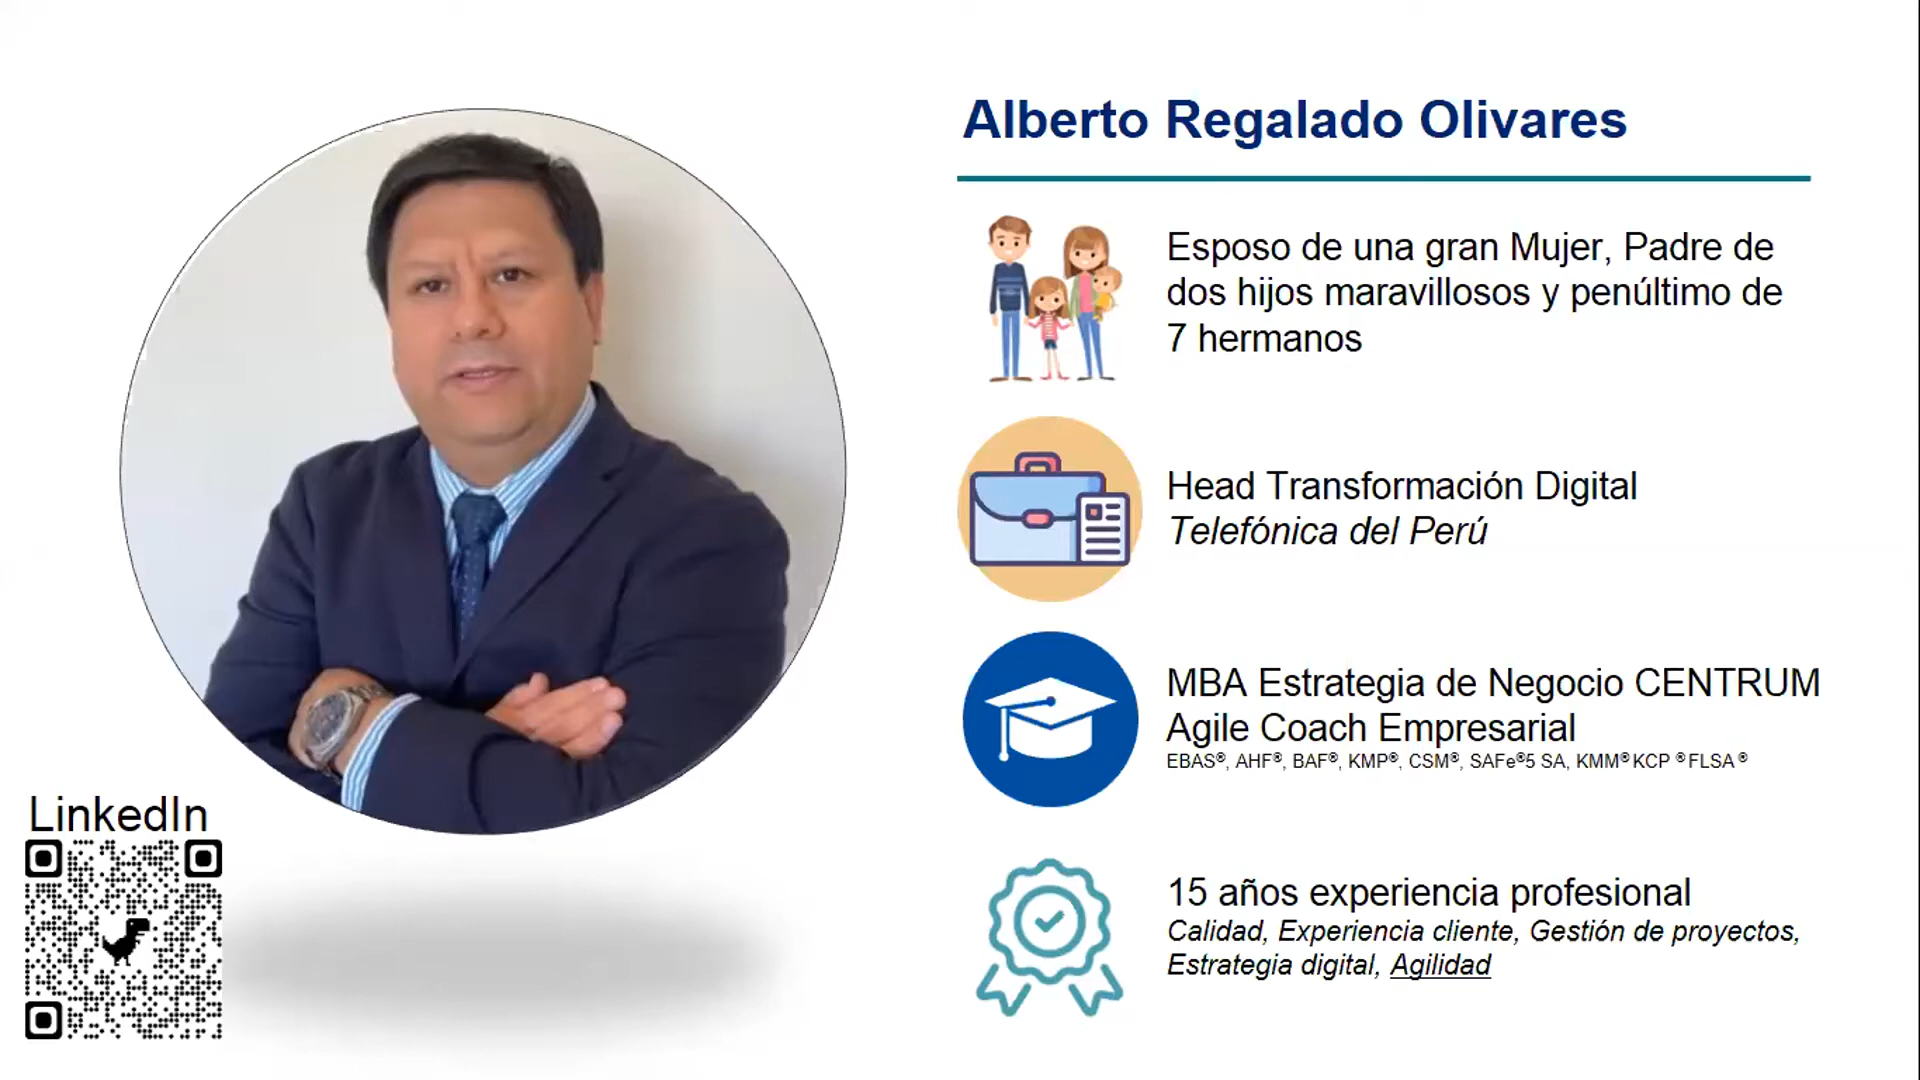 Alberto Regalado Olivares
Esposo de una gran Mujer, Padre de
dos hijos maravillosos y penúltimo de
7 hermanos
Head Transformación Digital
Telefónica del Perú
MBA Estrategia de Negocio CENTRUM
Agile Coach Empresarial
EBAS®, AHF®, BAF®, KMP®, CSM®, SAFe®5 SA, KMM® KCP ® FLSA ®
15 años experiencia profesional
Calidad, Experiencia cliente, Gestión de proyectos,
Estrategia digital, Agilidad
LinkedIn